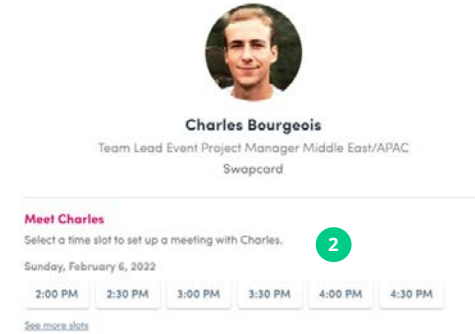 Charles Bourgeois
Team Lead Event Project Manager Middle East/APAC
Swapcard
Meet Charles
Select a time slot to set up a meeting with Charles.
2
Sunday, February 6, 2022
2:00 PM 2:30 PM 3:00 PM 3:30 PM 4:00 PM 4:30 PM
See more slots